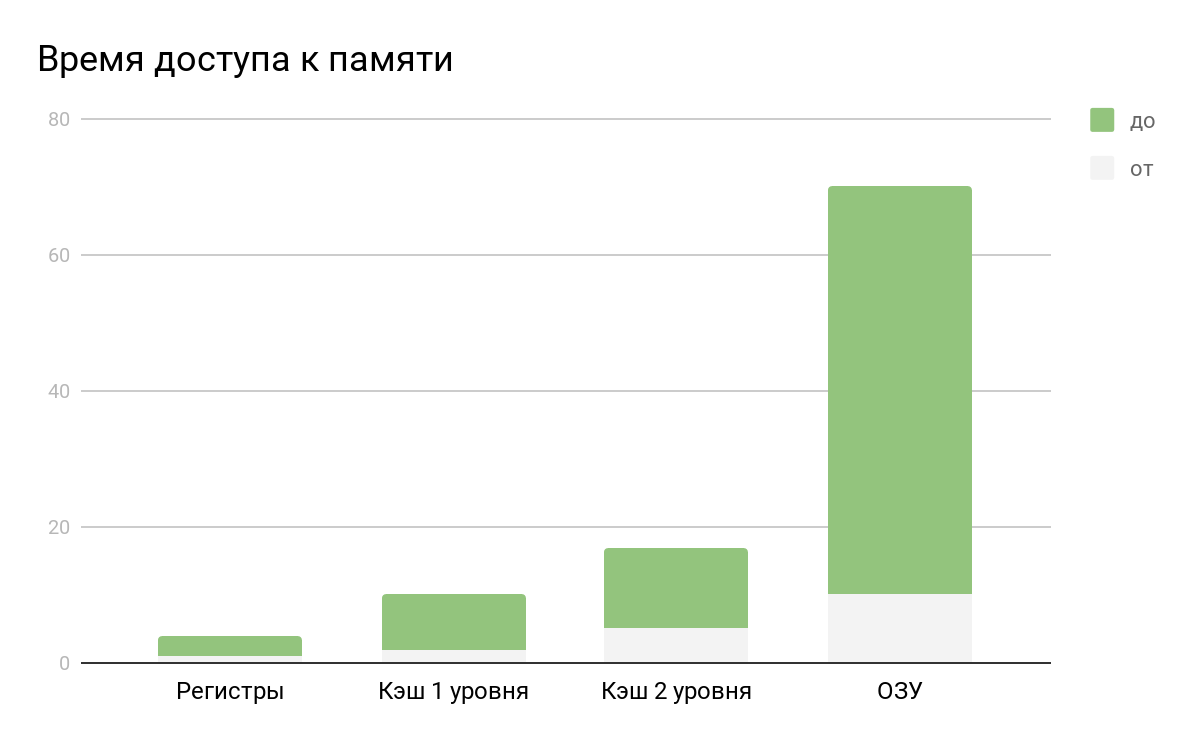 Время доступа к памяти
80
60
40
20
0
до
от
Регистры
Кэш 1 уровня
Кэш 2 уровня
ОЗУ